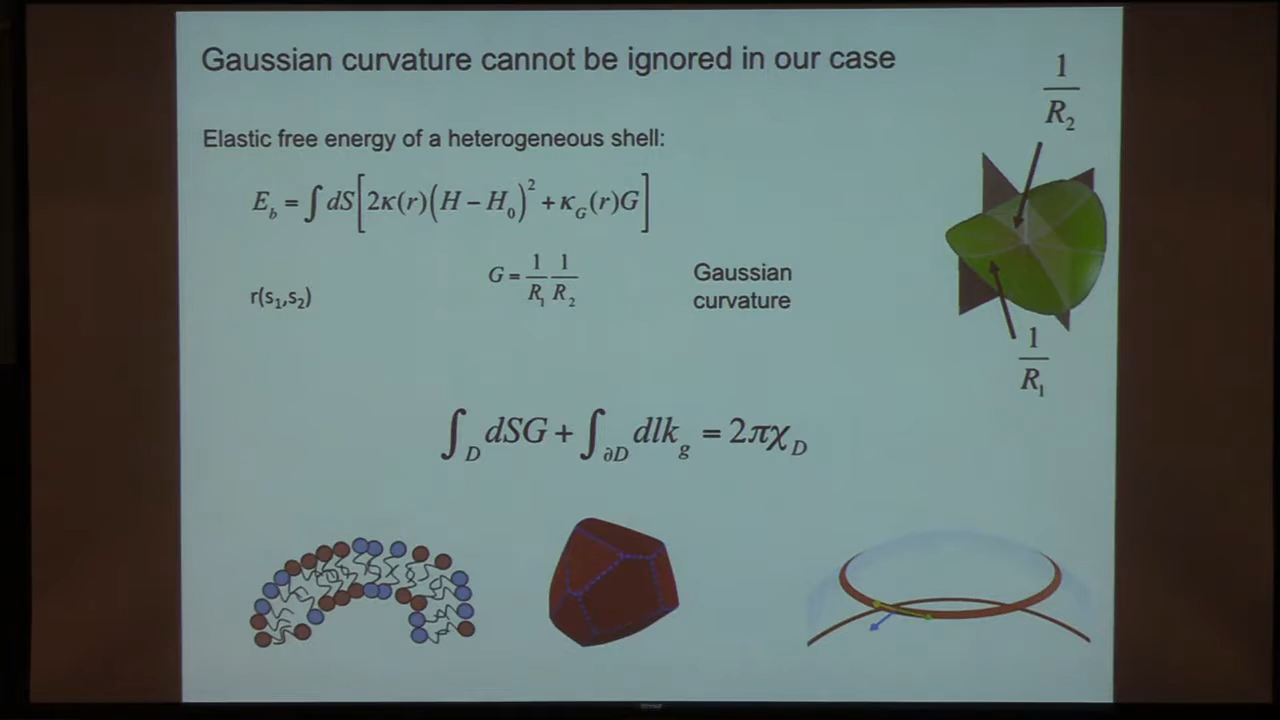 Gaussian curvature cannot be ignored in our case
1/R₂
Elastic free energy of a heterogeneous shell:
E_b = ∫ dS[2κ(r)(H − H₀)² + κ_G(r)G]
G = 1/R₁ 1/R₂
Gaussian
curvature
r(s₁,s₂)
1/R₁
∫_D dSG + ∫_∂D dlk_g = 2πχ_D